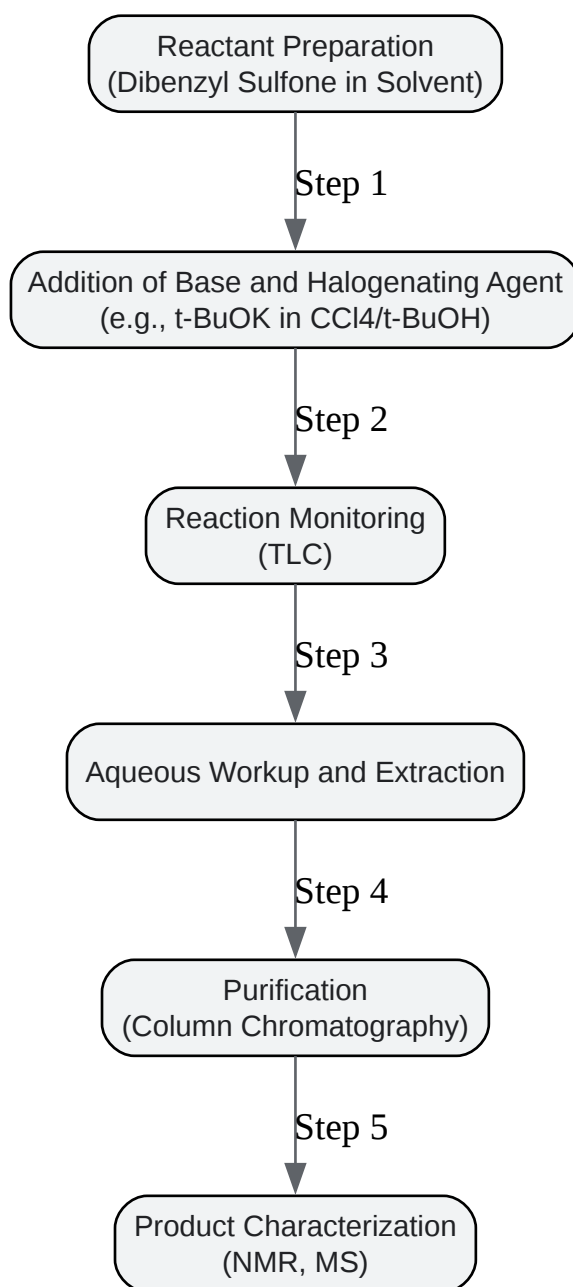 Reactant Preparation
(Dibenzyl Sulfone in Solvent)
Step 1
Addition of Base and Halogenating Agent
(e.g., t-BuOK in CCl4/t-BuOH)
Step 2
Reaction Monitoring
(TLC)
Step 3
Aqueous Workup and Extraction
Step 4
Purification
(Column Chromatography)
Step 5
Product Characterization
(NMR, MS)